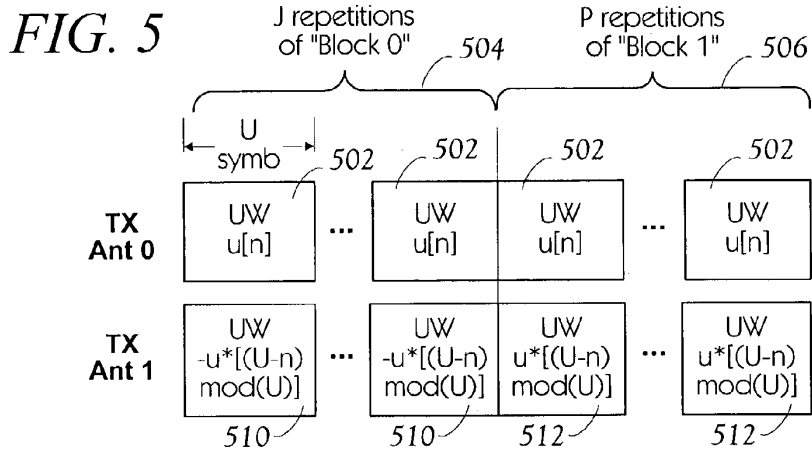 FIG. 5
J repetitions
of "Block 0"
504
P repetitions
of "Block 1"
506
U
symb
502
502
502
502
TX
Ant 0
UW
u[n]
...
UW
u[n]
UW
u[n]
...
UW
u[n]
TX
Ant 1
UW
-u*[(U-n)
mod(U)]
...
UW
-u*[(U-n)
mod(U)]
UW
u*[(U-n)
mod(U)]
...
UW
u*[(U-n)
mod(U)]
510
510
512
512